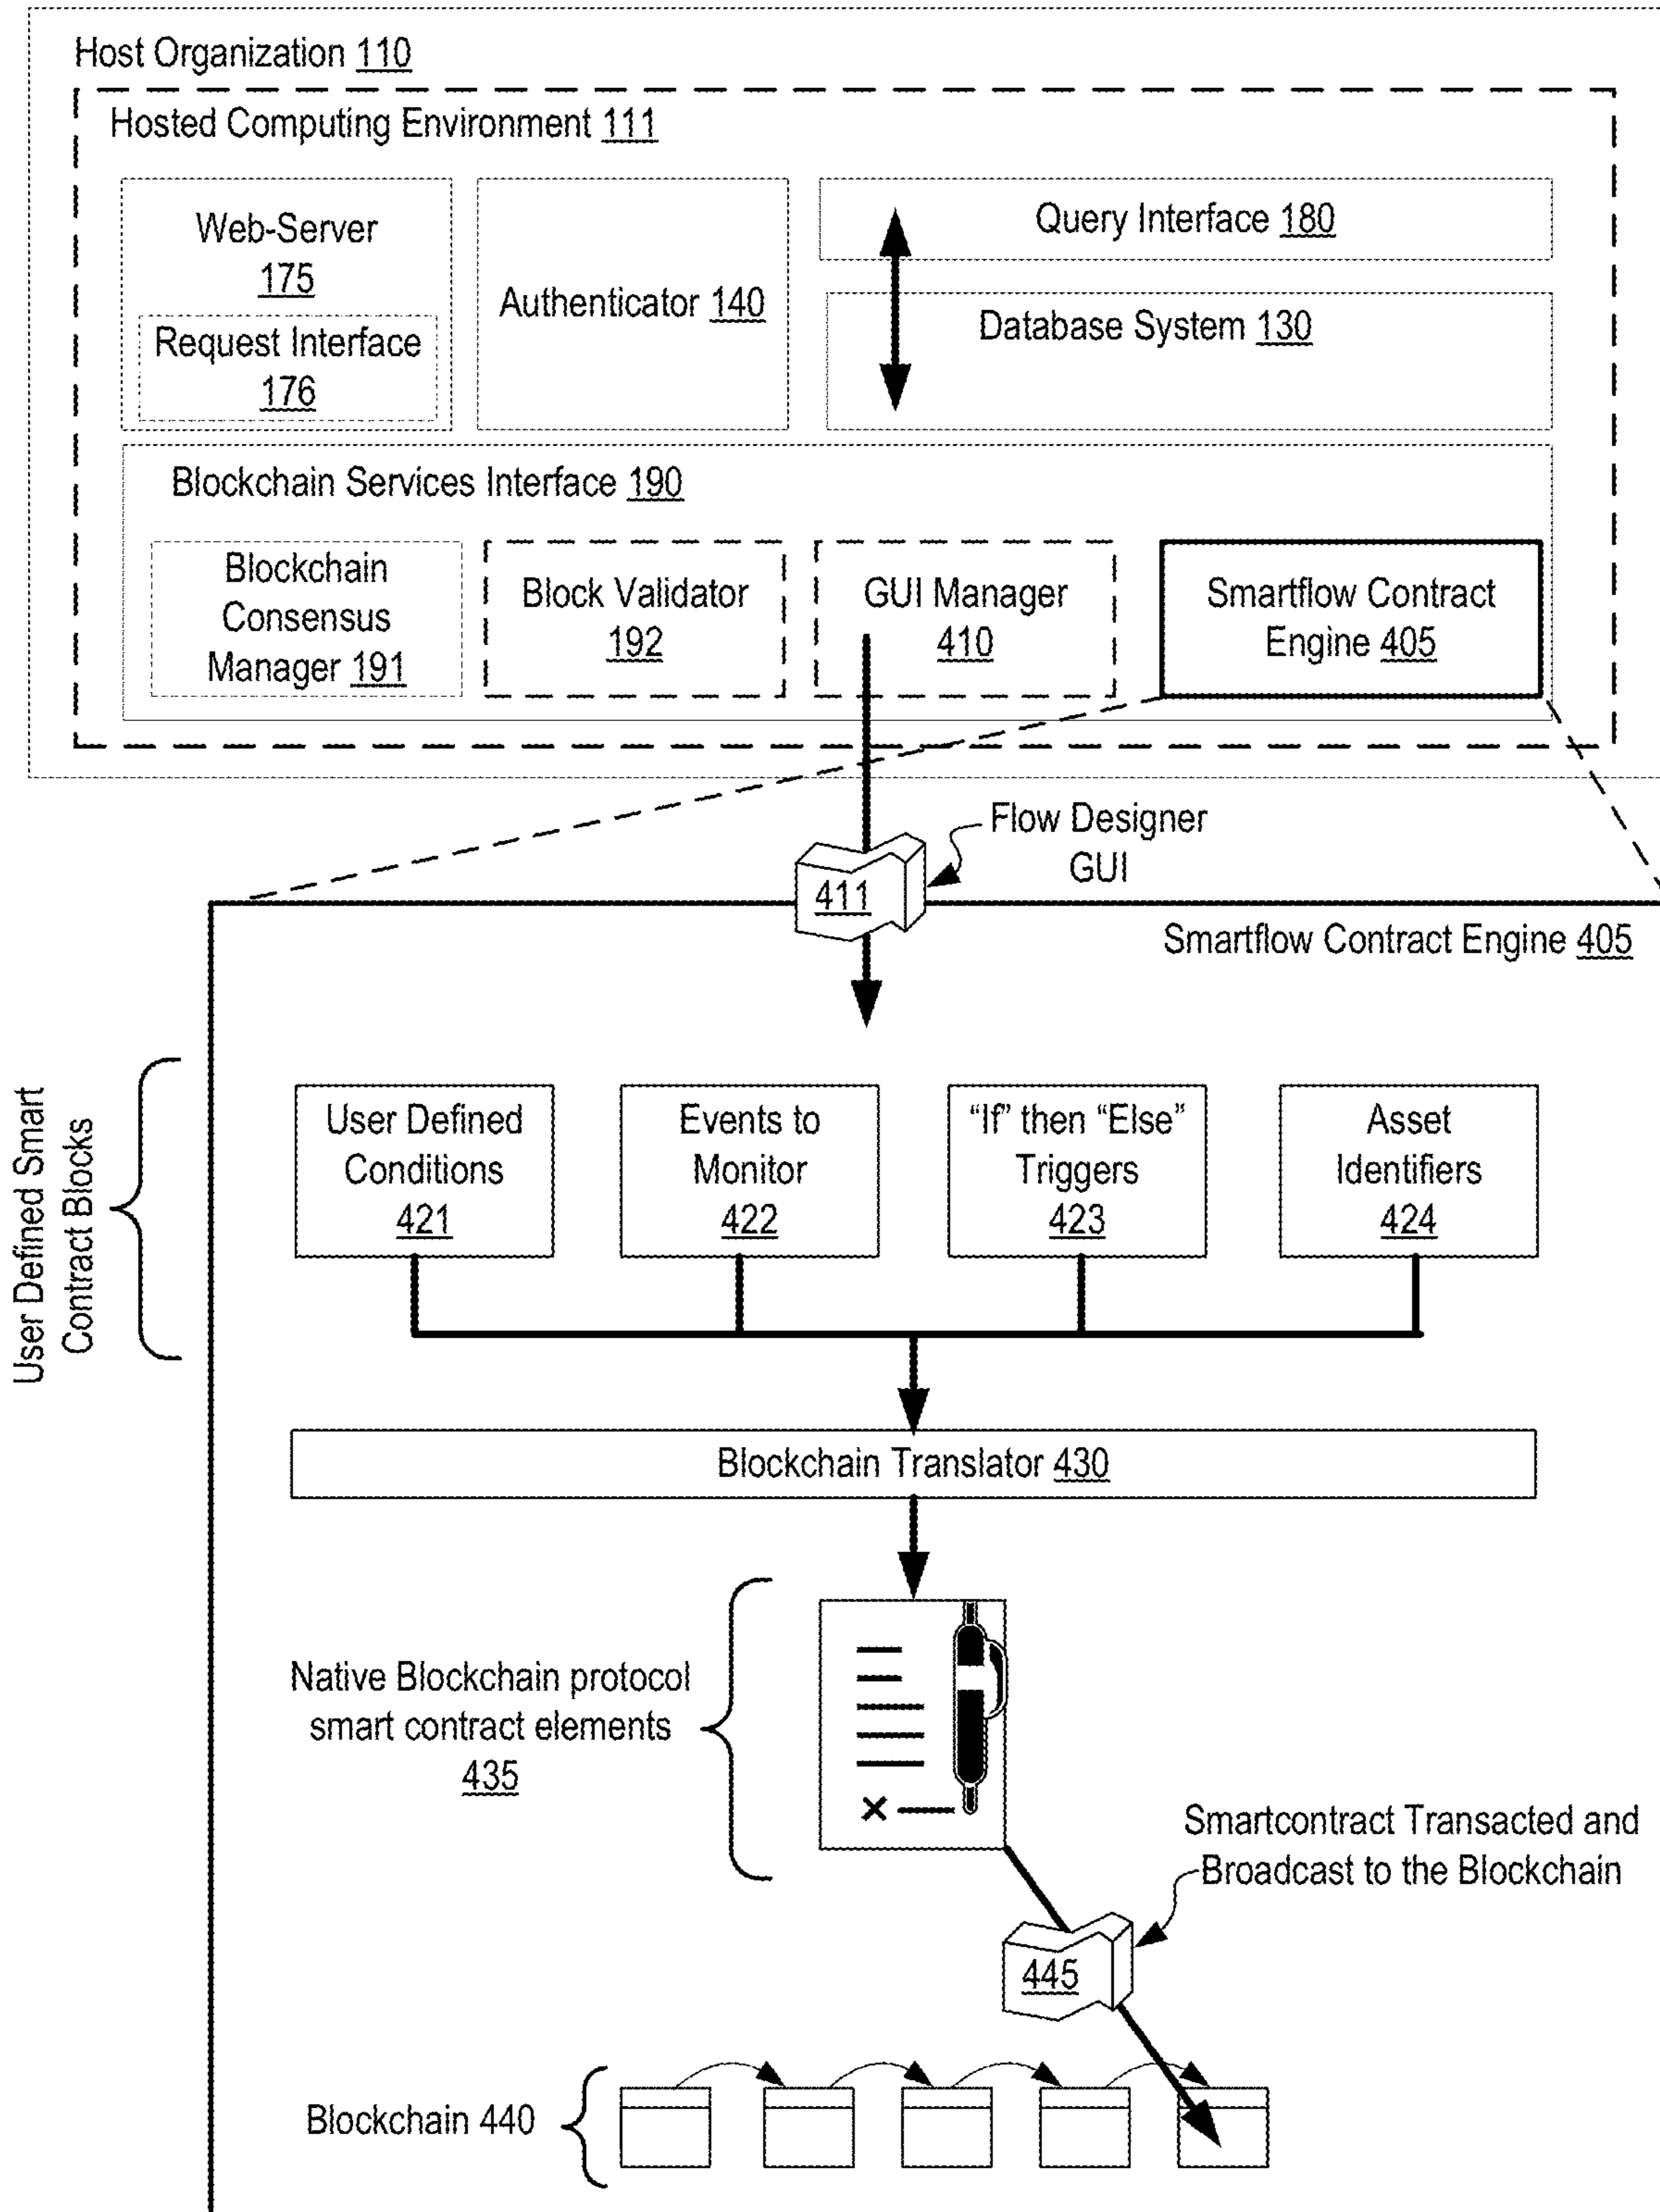 Host Organization 110
Hosted Computing Environment 111
Web-Server
175
Request Interface
176
Authenticator 140
Query Interface 180
Database System 130
Blockchain Services Interface 190
Blockchain
Consensus
Manager 191
Block Validator
192
GUI Manager
410
Smartflow Contract
Engine 405
Flow Designer
GUI
411
Smartflow Contract Engine 405
User Defined Smart
Contract Blocks
User Defined
Conditions
421
Events to
Monitor
422
“If” then “Else”
Triggers
423
Asset
Identifiers
424
Blockchain Translator 430
Native Blockchain protocol
smart contract elements
435
Smartcontract Transacted and
Broadcast to the Blockchain
445
Blockchain 440